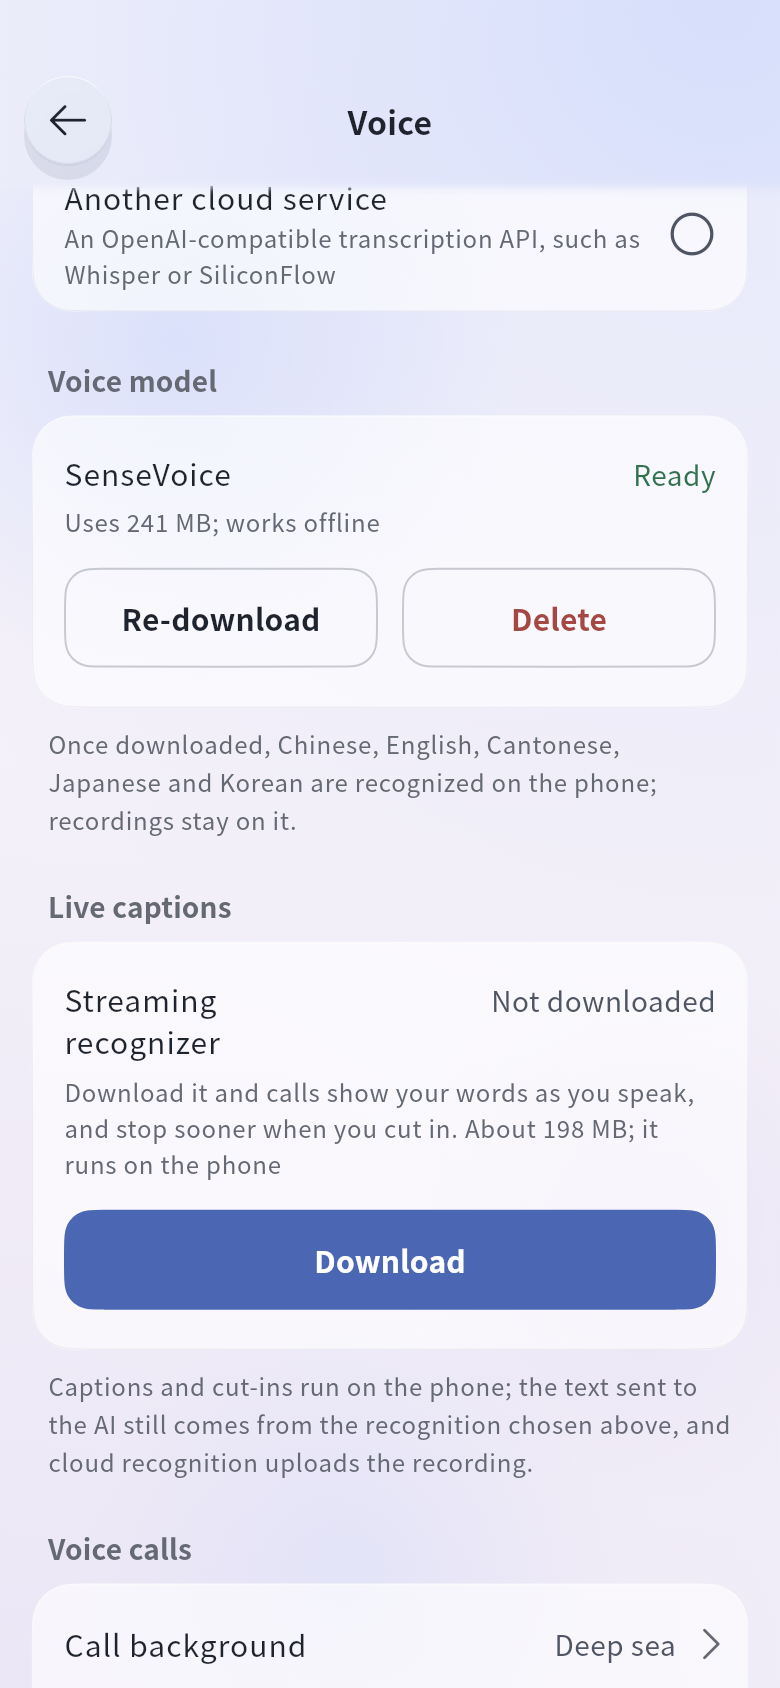 Voice
Another cloud service
An OpenAI-compatible transcription API, such as
Whisper or SiliconFlow
Voice model
SenseVoice
Ready
Uses 241 MB; works offline
Re-download
Delete
Once downloaded, Chinese, English, Cantonese,
Japanese and Korean are recognized on the phone;
recordings stay on it.
Live captions
Streaming
recognizer
Not downloaded
Download it and calls show your words as you speak,
and stop sooner when you cut in. About 198 MB; it
runs on the phone
Download
Captions and cut-ins run on the phone; the text sent to
the AI still comes from the recognition chosen above, and
cloud recognition uploads the recording.
Voice calls
Call background
Deep sea